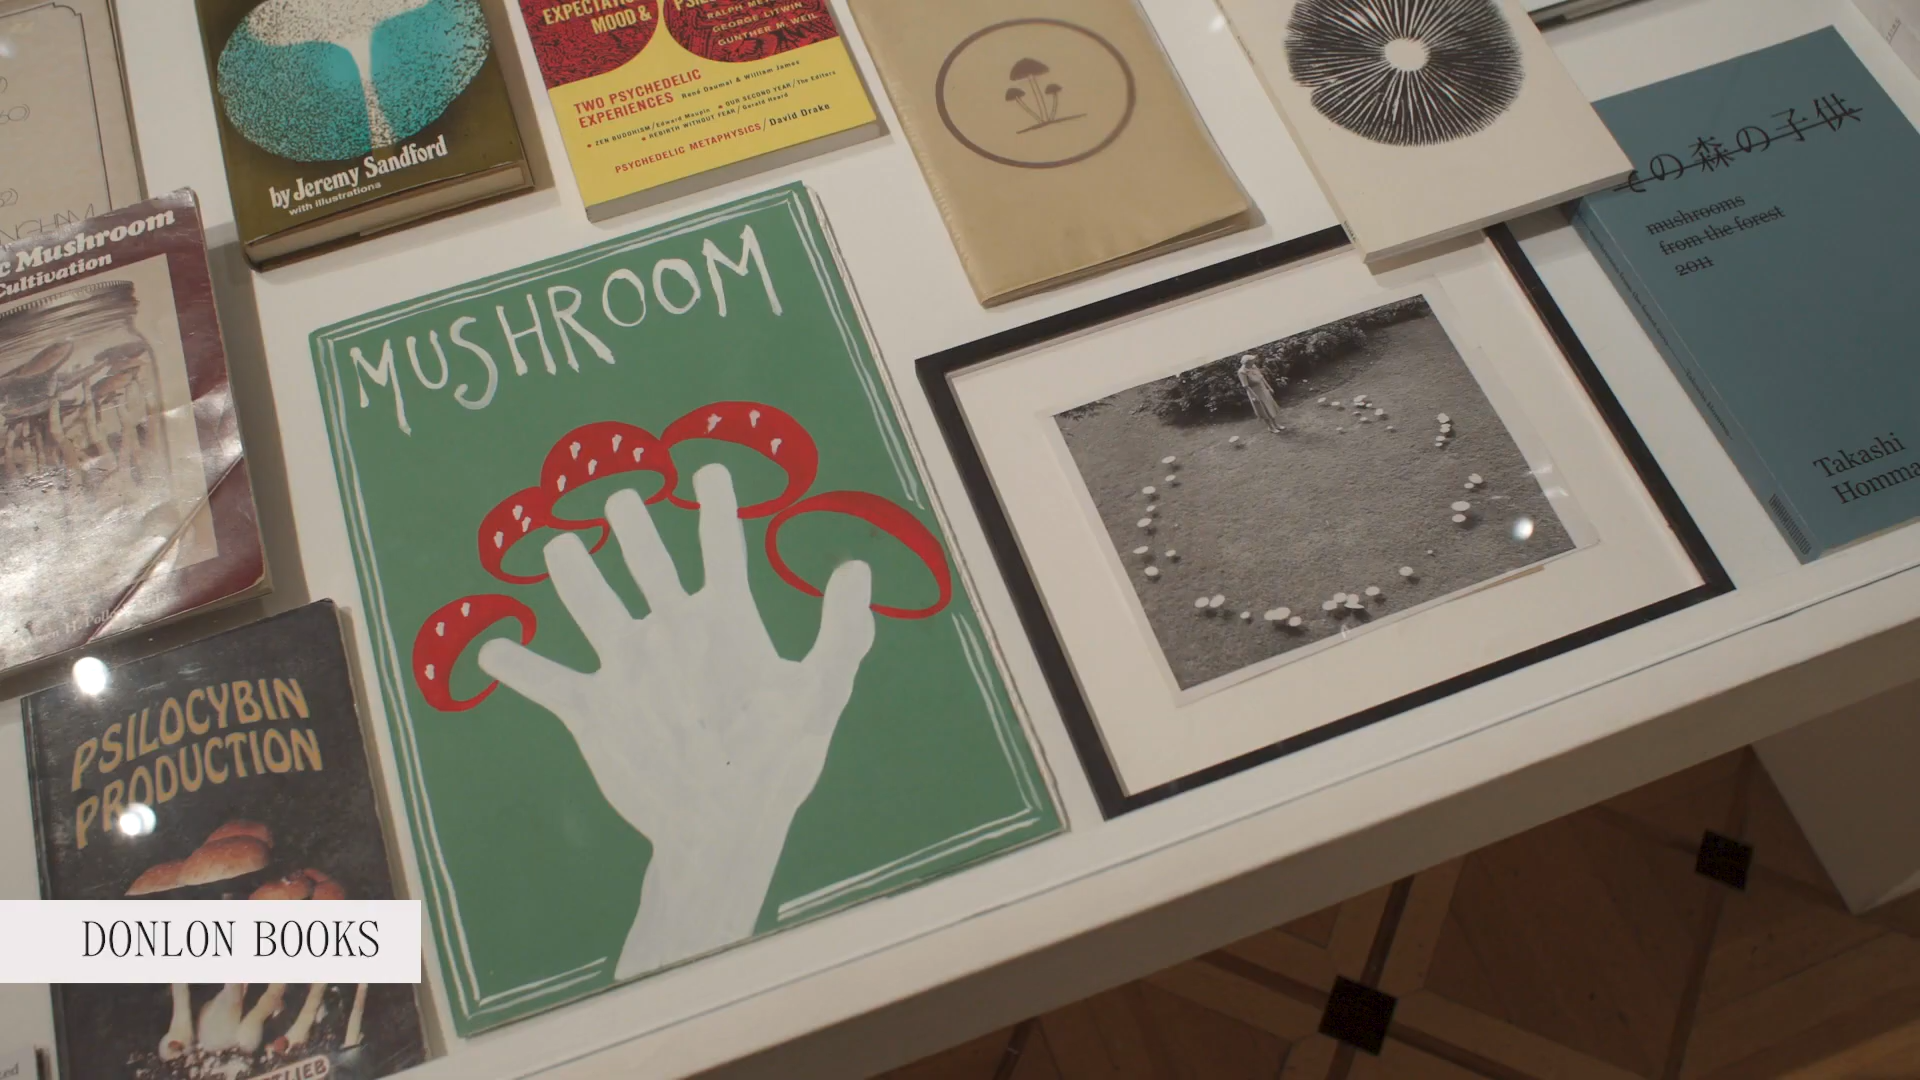 EXPECTA
MOOD &
RALPH ME
GEORGE LITWIN
GUNTHER M. WEIL
TWO PSYCHEDELIC
EXPERIENCES René Daumal & William James
• ZEN BUDDHISM/Edward Maupin • OUR SECOND YEAR/The Editors
• REBIRTH WITHOUT FEAR/Gerald Heard
PSYCHEDELIC METAPHYSICS/David Drake
by Jeremy Sandford
with illustrations
c Mushroom
Cultivation
MUSHROOM
の森の子供
mushrooms
from the forest
2011
Takashi
Homma
PSILOCYBIN
PRODUCTION
DONLON BOOKS